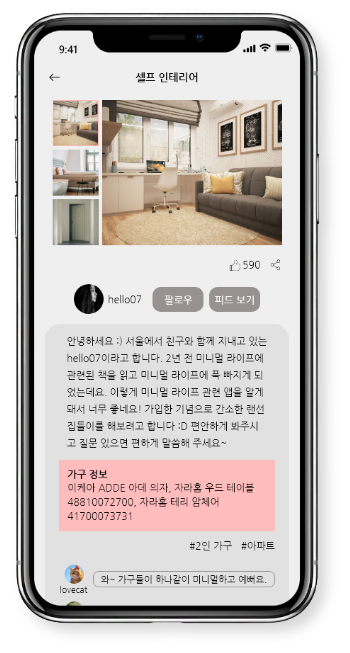 9:41
셀프 인테리어
590
hello07
팔로우
피드 보기
안녕하세요 :) 서울에서 친구와 함께 지내고 있는
hello07이라고 합니다. 2년 전 미니멀 라이프에
관련된 책을 읽고 미니멀 라이프에 푹 빠지게 되
었는데요. 이렇게 미니멀 라이프 관련 앱을 알게
돼서 너무 좋네요! 가입한 기념으로 간소한 랜선
집들이를 해보려고 합니다 :D 편안하게 봐주시
고 질문 있으면 편하게 말씀해 주세요~
가구 정보
이케아 ADDE 아데 의자, 자라홈 우드 테이블
48810072700, 자라홈 테리 암체어
41700073731
#2인 가구 #아파트
와~ 가구들이 하나같이 미니멀하고 예뻐요.
lovecat